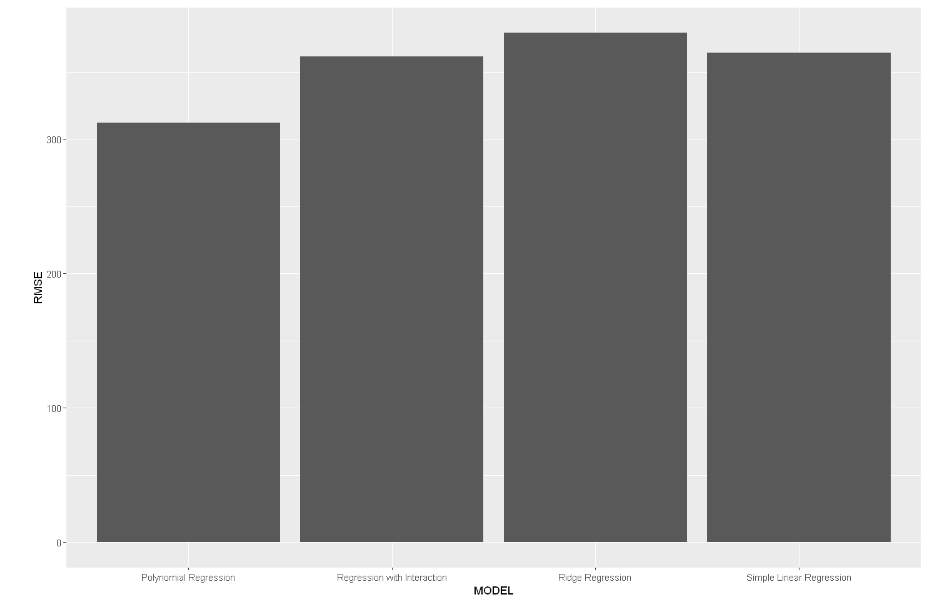 RMSE
300
200
100
0
Polynomial Regression
Regression with Interaction
Ridge Regression
Simple Linear Regression
MODEL